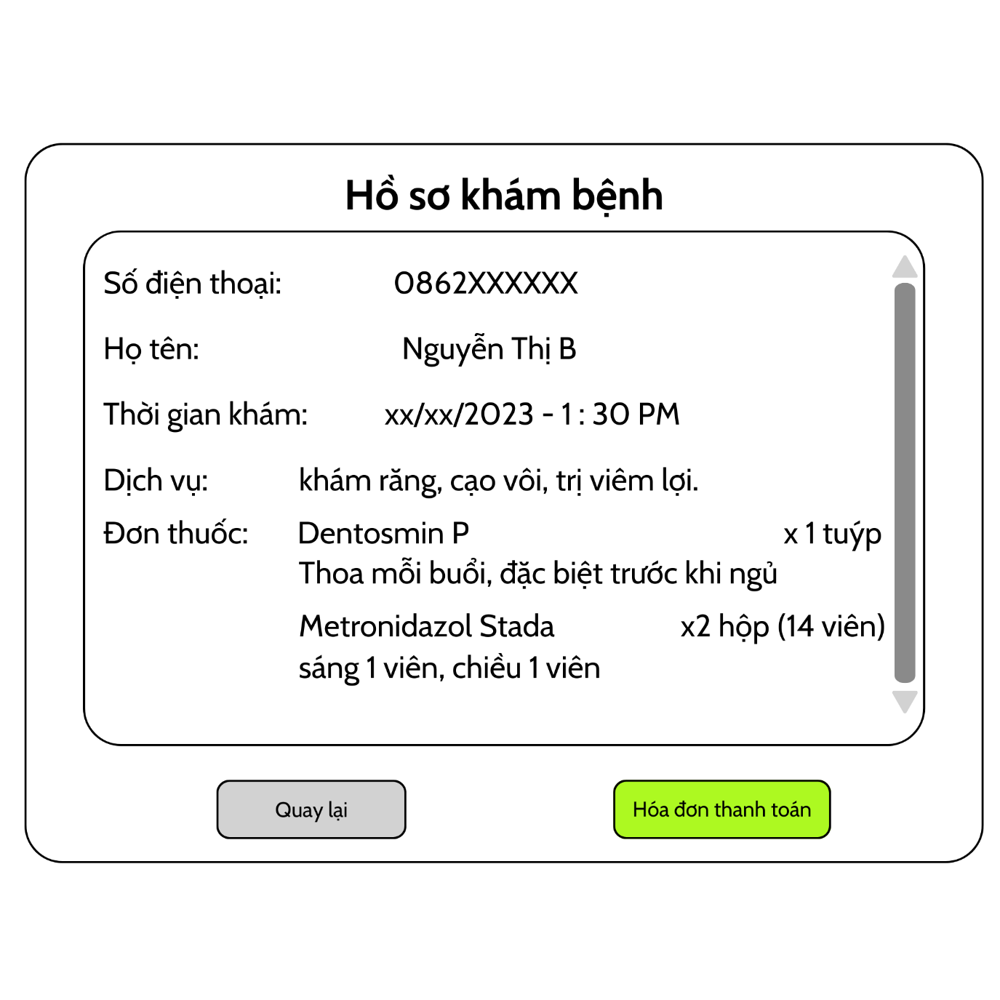 Hồ sơ khám bệnh
Số điện thoại: 0862XXXXXX
Họ tên: Nguyễn Thị B
Thời gian khám: xx/xx/2023 - 1 : 30 PM
Dịch vụ: khám răng, cạo vôi, trị viêm lợi.
Đơn thuốc: Dentosmin P x 1 tuýp
Thoa mỗi buổi, đặc biệt trước khi ngủ
Metronidazol Stada x2 hộp (14 viên)
sáng 1 viên, chiều 1 viên
Quay lại Hóa đơn thanh toán